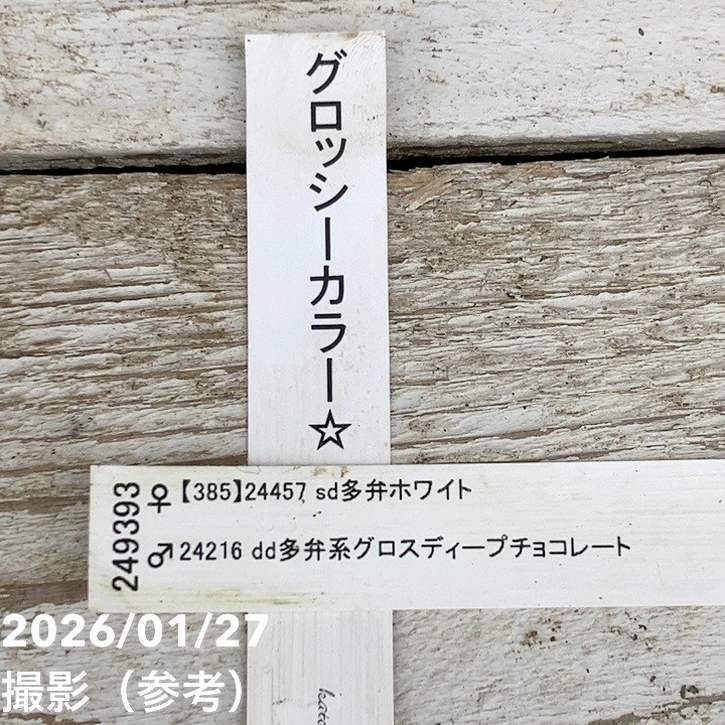 グロッシーカラー☆
249393
♀【385】24457 sd多弁ホワイト
♂24216 dd多弁系グロスディープチョコレート
2026/01/27
撮影（参考）